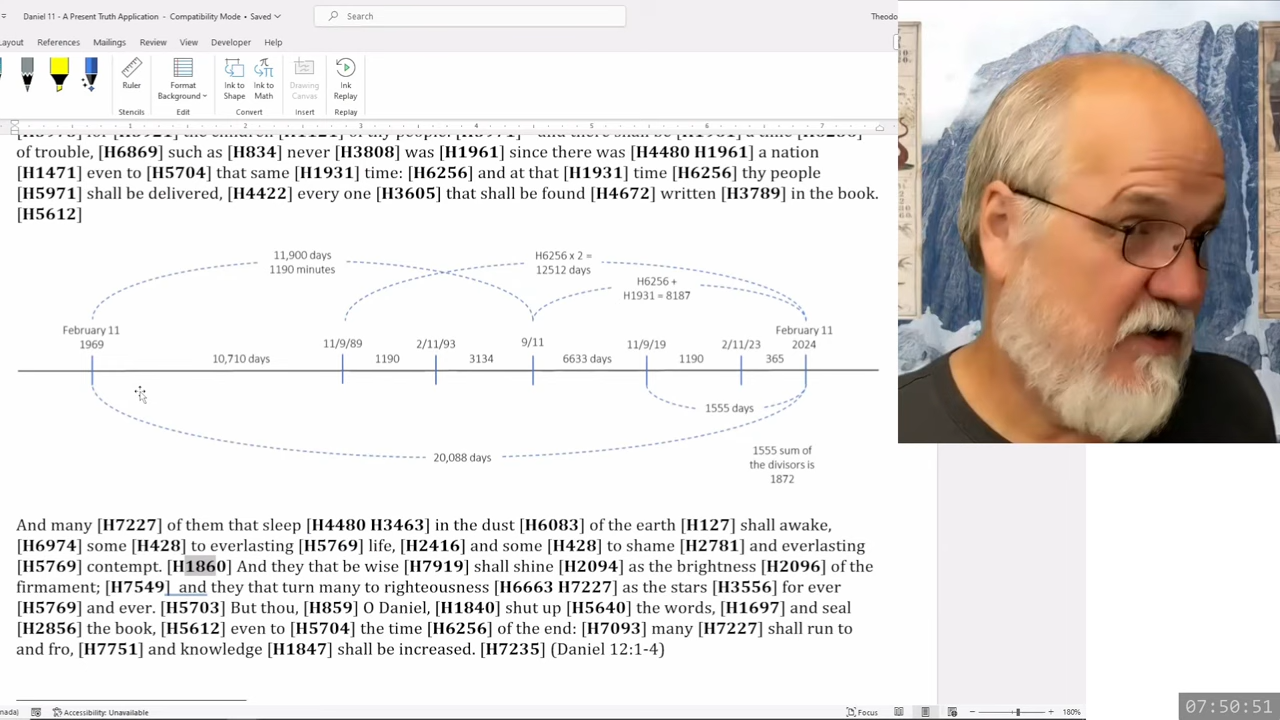 Daniel 11 - A Present Truth Application - Compatibility Mode • Saved
Search
Theodo
Layout References Mailings Review View Developer Help
Ruler
Format
Background
Ink to
Shape
Ink to
Math
Drawing
Canvas
Ink
Replay
Stencils Edit Convert Insert Replay
1 2 3 4 5 6 7
of trouble, [H6869] such as [H834] never [H3808] was [H1961] since there was [H4480 H1961] a nation
[H1471] even to [H5704] that same [H1931] time: [H6256] and at that [H1931] time [H6256] thy people
[H5971] shall be delivered, [H4422] every one [H3605] that shall be found [H4672] written [H3789] in the book.
[H5612]
11,900 days
1190 minutes
H6256 x 2 =
12512 days
H6256 +
H1931 = 8187
February 11
1969
11/9/89
2/11/93
9/11
11/9/19
2/11/23
February 11
2024
10,710 days 1190 3134 6633 days 1190 365
1555 days
20,088 days
1555 sum of
the divisors is
1872
And many [H7227] of them that sleep [H4480 H3463] in the dust [H6083] of the earth [H127] shall awake,
[H6974] some [H428] to everlasting [H5769] life, [H2416] and some [H428] to shame [H2781] and everlasting
[H5769] contempt. [H1860] And they that be wise [H7919] shall shine [H2094] as the brightness [H2096] of the
firmament; [H7549] and they that turn many to righteousness [H6663 H7227] as the stars [H3556] for ever
[H5769] and ever. [H5703] But thou, [H859] O Daniel, [H1840] shut up [H5640] the words, [H1697] and seal
[H2856] the book, [H5612] even to [H5704] the time [H6256] of the end: [H7093] many [H7227] shall run to
and fro, [H7751] and knowledge [H1847] shall be increased. [H7235] (Daniel 12:1-4)
nada) Accessibility: Unavailable Focus 180%
07:50:51